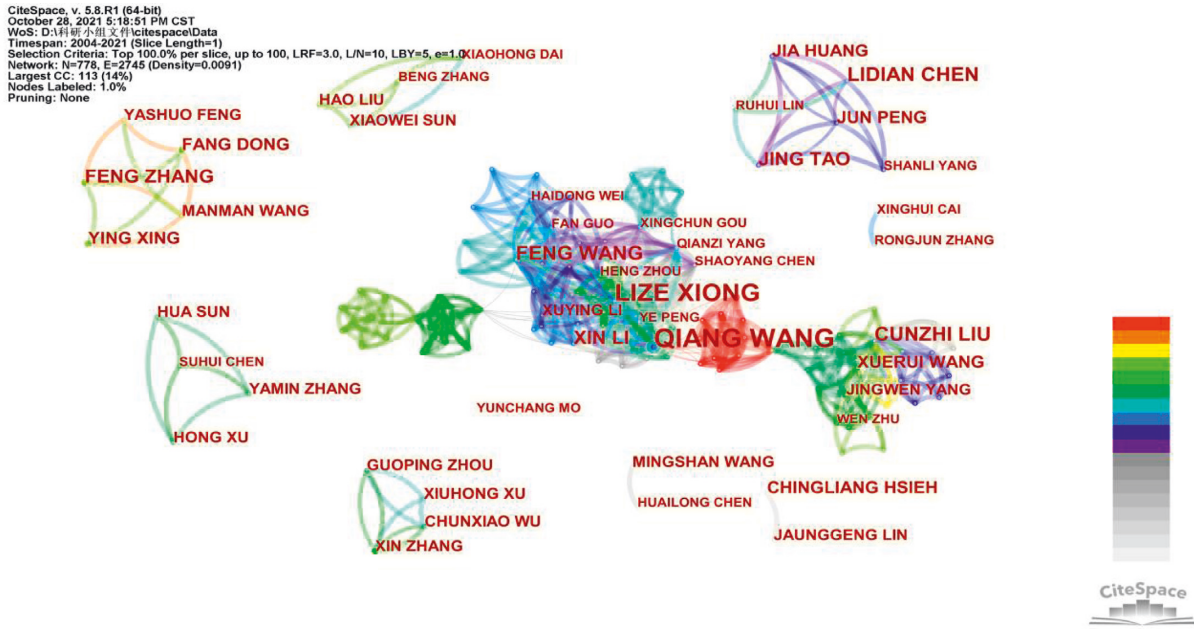 CiteSpace, v. 5.8.R1 (64-bit)
October 28, 2021 5:18:51 PM CST
WoS: D:\科研小组文件\citespace\Data
Timespan: 2004-2021 (Slice Length=1)
Selection Criteria: Top 100.0% per slice, up to 100, LRF=3.0, L/N=10, LBY=5, e=1.0
Network: N=778, E=2745 (Density=0.0091)
Largest CC: 113 (14%)
Nodes Labeled: 1.0%
Pruning: None
XIAOHONG DAI
BENG ZHANG
HAO LIU
XIAOWEI SUN
JIA HUANG
LIDIAN CHEN
RUHUI LIN
JUN PENG
JING TAO
SHANLI YANG
YASHUO FENG
FANG DONG
FENG ZHANG
MANMAN WANG
YING XING
XINGHUI CAI
RONGJUN ZHANG
HAIDONG WEI
FAN GUO
XINGCHUN GOU
QIANZI YANG
FENG WANG
SHAOYANG CHEN
HENG ZHOU
LIZE XIONG
XUYING LI
YE PENG
XIN LI
QIANG WANG
CUNZHI LIU
XUERUI WANG
JINGWEN YANG
WEN ZHU
HUA SUN
SUHUI CHEN
YAMIN ZHANG
HONG XU
YUNCHANG MO
GUOPING ZHOU
XIUHONG XU
CHUNXIAO WU
XIN ZHANG
MINGSHAN WANG
HUAILONG CHEN
CHINGLIANG HSIEH
JAUNGGENG LIN
CiteSpace